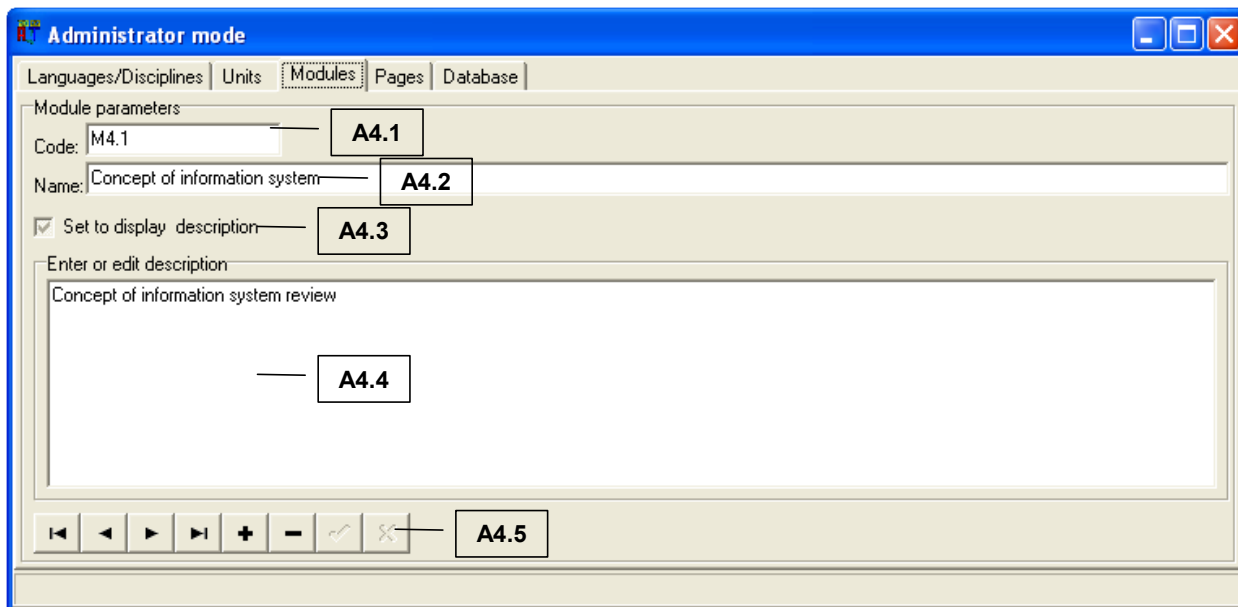 Administrator mode
Languages/Disciplines Units Modules Pages Database
Module parameters
Code: M4.1 A4.1
Name: Concept of information system A4.2
Set to display description A4.3
Enter or edit description
Concept of information system review
A4.4
A4.5